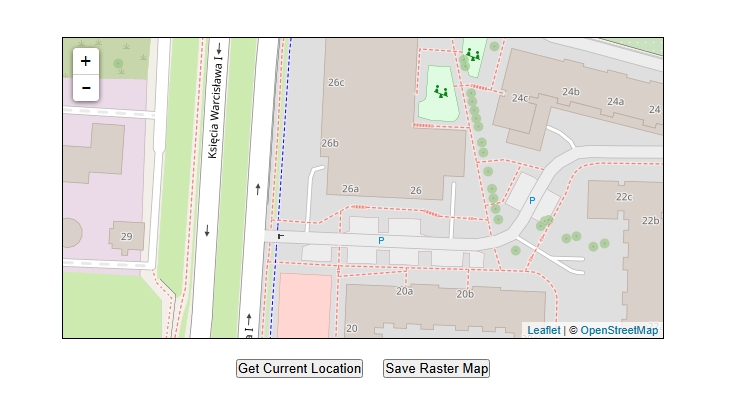 +
−
Księcia Warcisława I
26c
24c
24b
24a
24
26b
26a
26
P
22c
22b
29
P
20a
20b
20
a I
Leaflet | © OpenStreetMap
Get Current Location
Save Raster Map